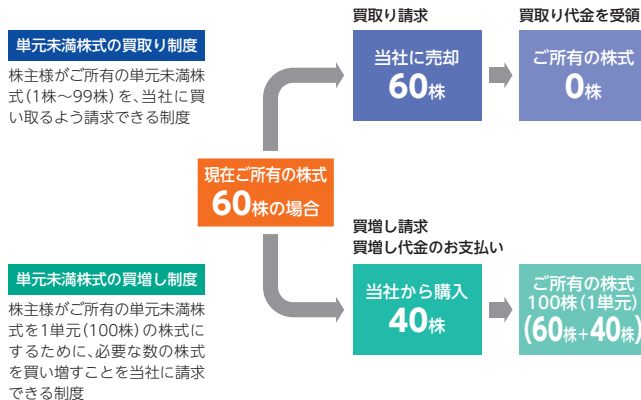 単元未満株式の買取り制度
株主様がご所有の単元未満株
式(1株～99株)を、当社に買
い取るよう請求できる制度
買取り請求
当社に売却
60株
買取り代金を受領
ご所有の株式
0株
現在ご所有の株式
60株の場合
単元未満株式の買増し制度
株主様がご所有の単元未満株
式を1単元(100株)の株式に
するために、必要な数の株式
を買い増すことを当社に請求
できる制度
買増し請求
買増し代金のお支払い
当社から購入
40株
ご所有の株式
100株(1単元)
(60株+40株)